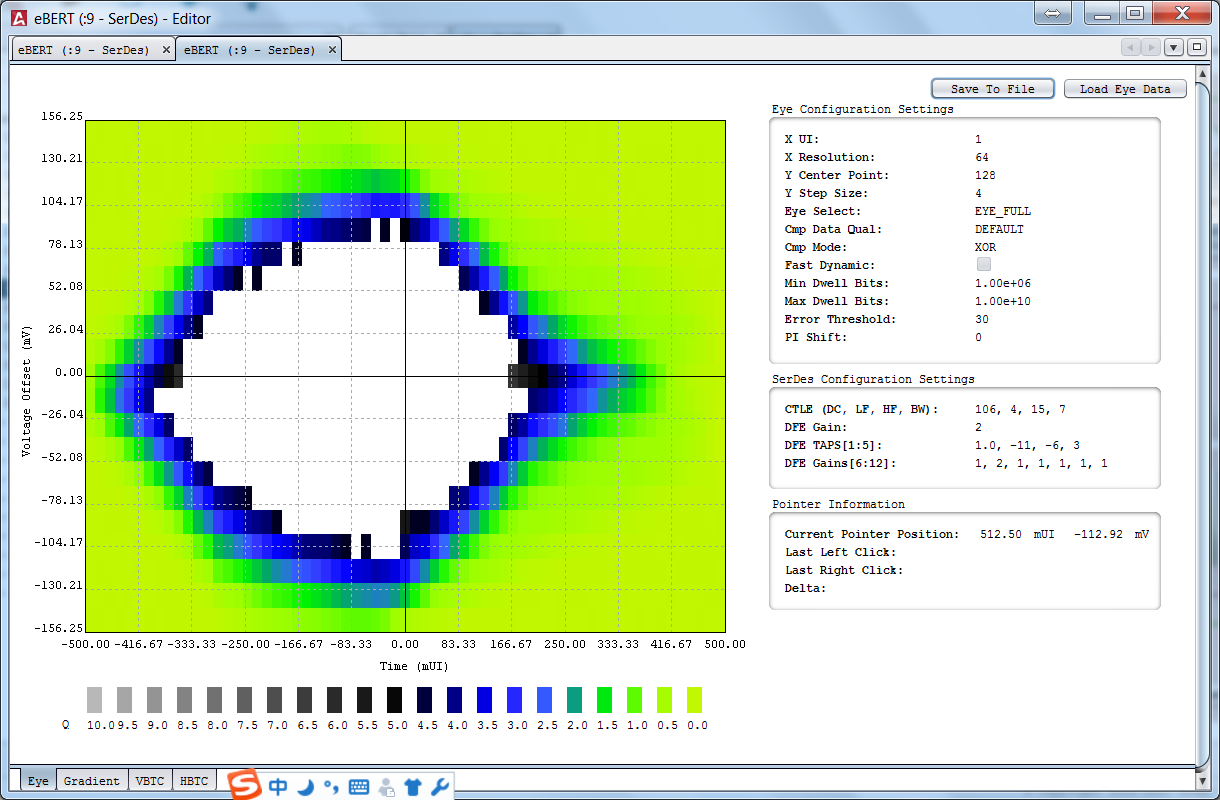 A eBERT (:9 - SerDes) - Editor
eBERT (:9 - SerDes)
eBERT (:9 - SerDes)
Save To File
Load Eye Data
156.25
130.21
104.17
78.13
52.08
26.04
0.00
-26.04
-52.08
-78.13
-104.17
-130.21
-156.25
Voltage Offset (mV)
-500.00 -416.67 -333.33 -250.00 -166.67 -83.33 0.00 83.33 166.67 250.00 333.33 416.67 500.00
Time (mUI)
Q 10.0 9.5 9.0 8.5 8.0 7.5 7.0 6.5 6.0 5.5 5.0 4.5 4.0 3.5 3.0 2.5 2.0 1.5 1.0 0.5 0.0
Eye Configuration Settings
X UI: 1
X Resolution: 64
Y Center Point: 128
Y Step Size: 4
Eye Select: EYE_FULL
Cmp Data Qual: DEFAULT
Cmp Mode: XOR
Fast Dynamic:
Min Dwell Bits: 1.00e+06
Max Dwell Bits: 1.00e+10
Error Threshold: 30
PI Shift: 0
SerDes Configuration Settings
CTLE (DC, LF, HF, BW): 106, 4, 15, 7
DFE Gain: 2
DFE TAPS[1:5]: 1.0, -11, -6, 3
DFE Gains[6:12]: 1, 2, 1, 1, 1, 1, 1
Pointer Information
Current Pointer Position: 512.50 mUI -112.92 mV
Last Left Click:
Last Right Click:
Delta:
Eye Gradient VBTC HBTC
S 中